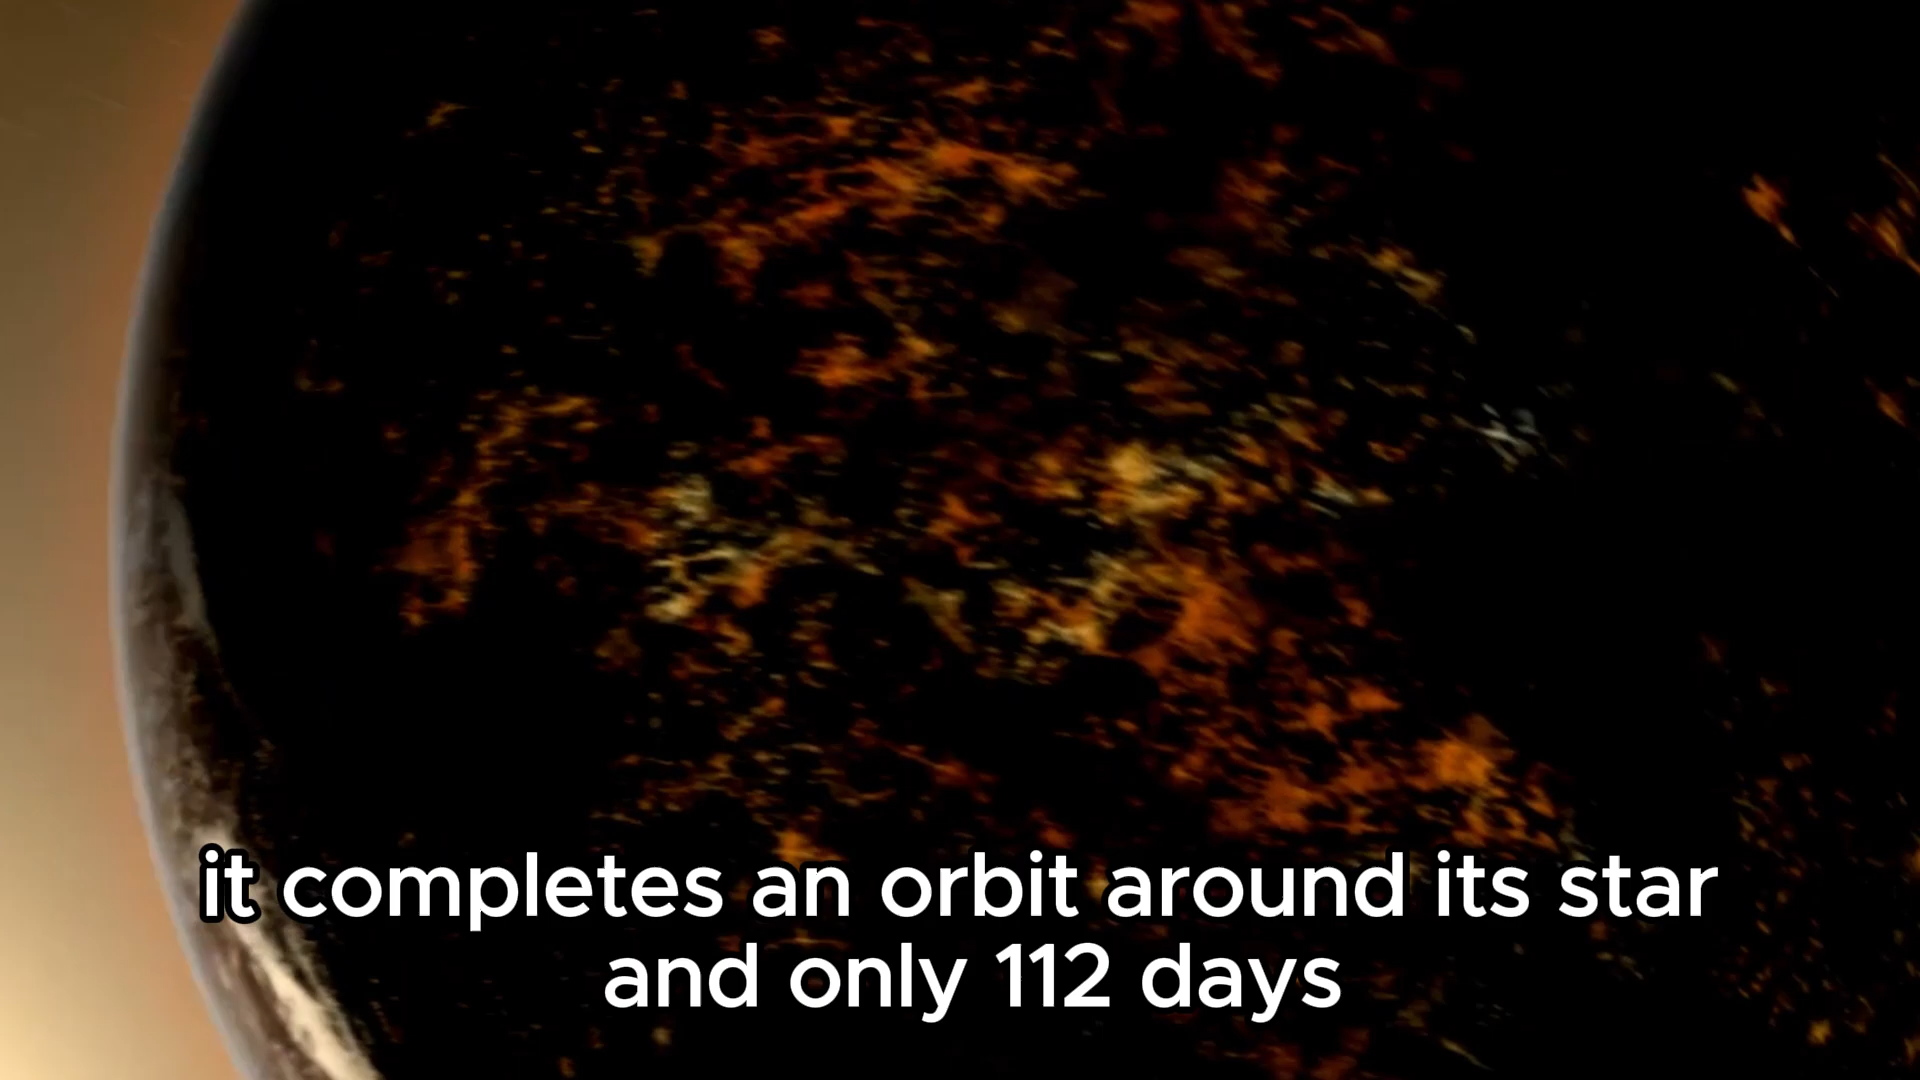 it completes an orbit around its star
and only 112 days